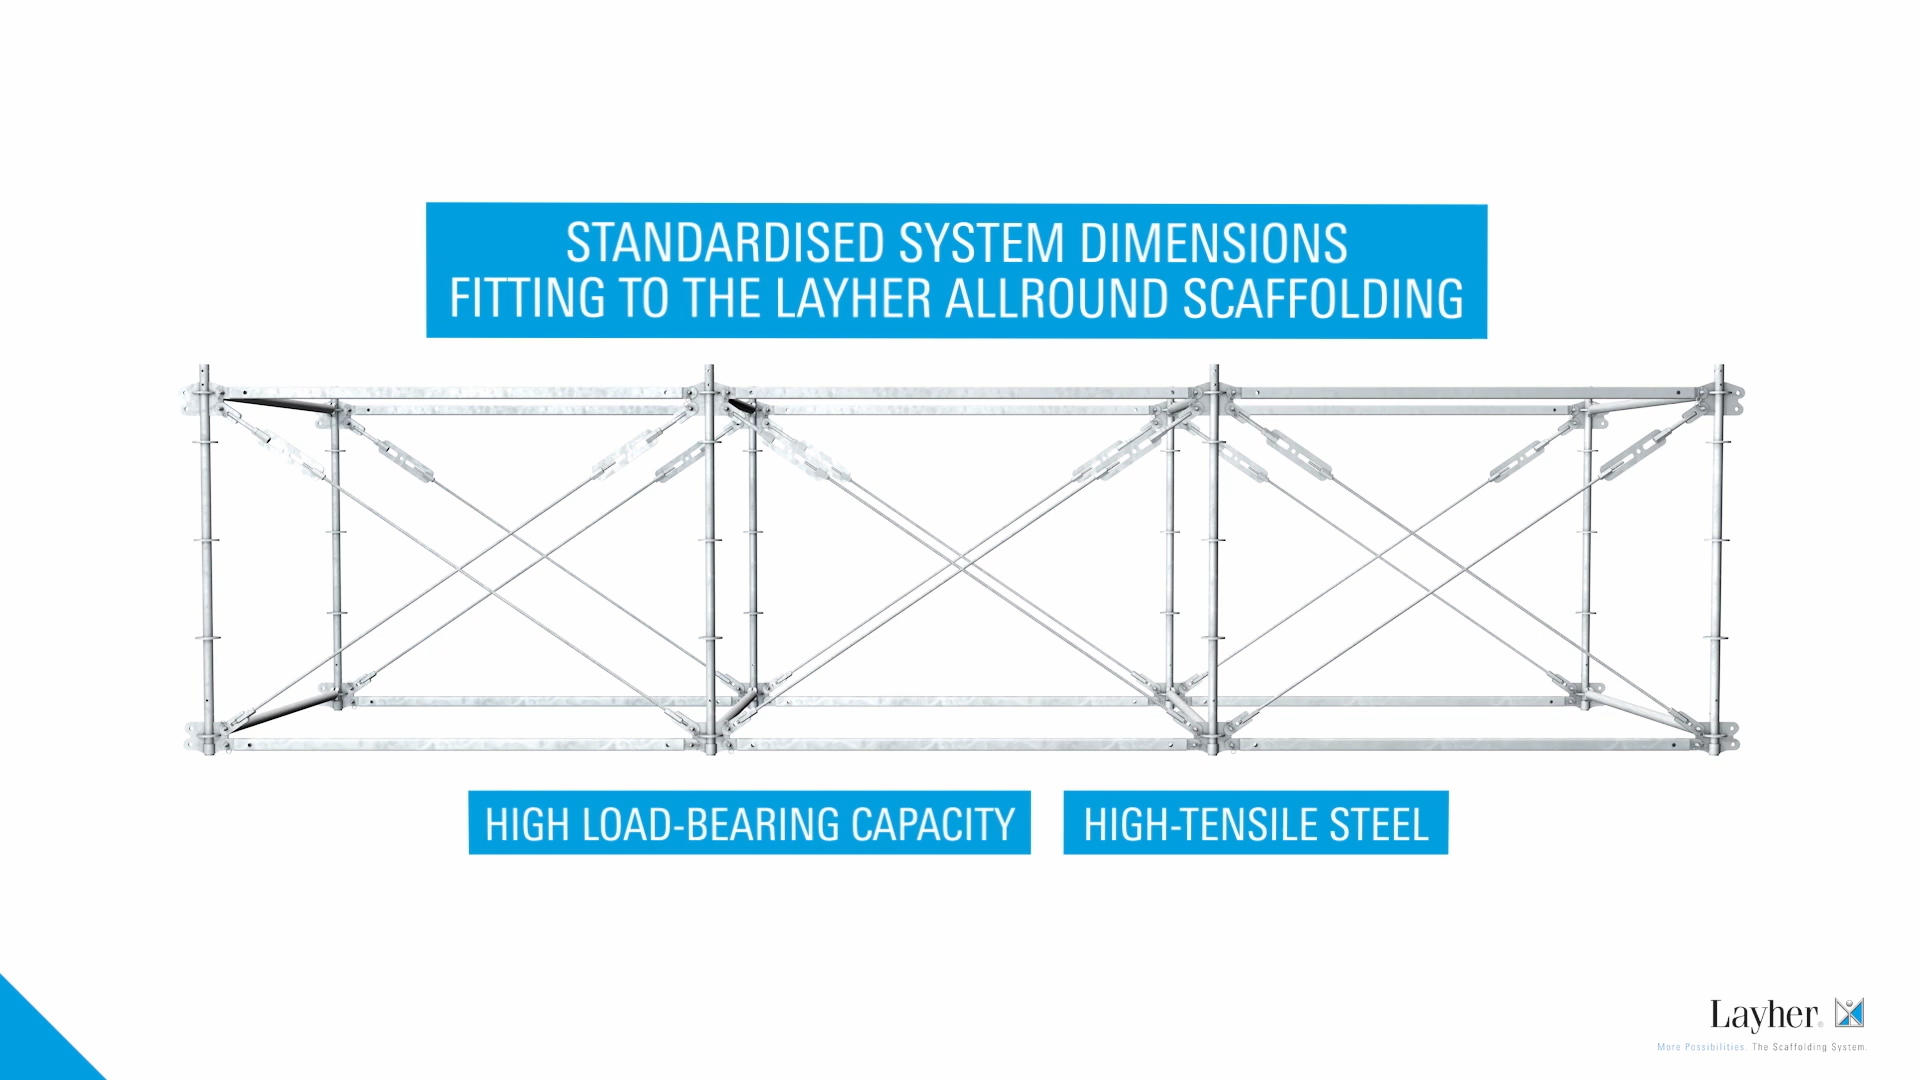 STANDARDISED SYSTEM DIMENSIONS
FITTING TO THE LAYHER ALLROUND SCAFFOLDING
HIGH LOAD-BEARING CAPACITY
HIGH-TENSILE STEEL
Layher®
More Possibilities. The Scaffolding System.